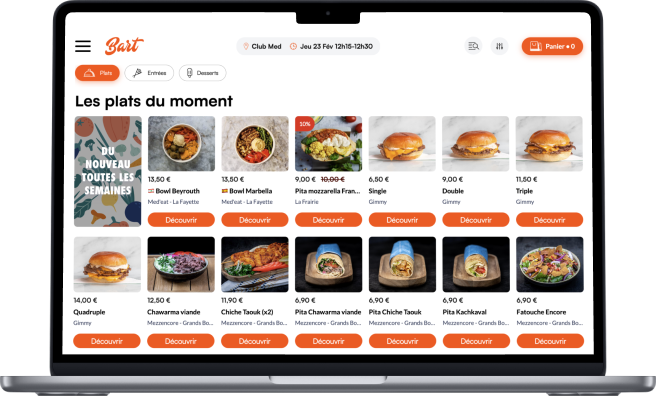 Bart
Club Med
Jeu 23 Fév 12h15-12h30
Panier • 0
Plats
Entrées
Desserts
Les plats du moment
DU
NOUVEAU
TOUTES LES
SEMAINES
13,50 €
Bowl Beyrouth
Med'eat - La Fayette
Découvrir
13,50 €
Bowl Marbella
Med'eat - La Fayette
Découvrir
10%
9,00 € 10,00 €
Pita mozzarella Fran...
La Frairie
Découvrir
6,50 €
Single
Gimmy
Découvrir
9,00 €
Double
Gimmy
Découvrir
11,50 €
Triple
Gimmy
Découvrir
14,00 €
Quadruple
Gimmy
Découvrir
12,50 €
Chawarma viande
Mezzencore - Grands Bo...
Découvrir
11,90 €
Chiche Taouk (x2)
Mezzencore - Grands Bo...
Découvrir
6,90 €
Pita Chawarma viande
Mezzencore - Grands Bo...
Découvrir
6,90 €
Pita Chiche Taouk
Mezzencore - Grands Bo...
Découvrir
6,90 €
Pita Kachkaval
Mezzencore - Grands Bo...
Découvrir
6,90 €
Fatouche Encore
Mezzencore - Grands Bo...
Découvrir